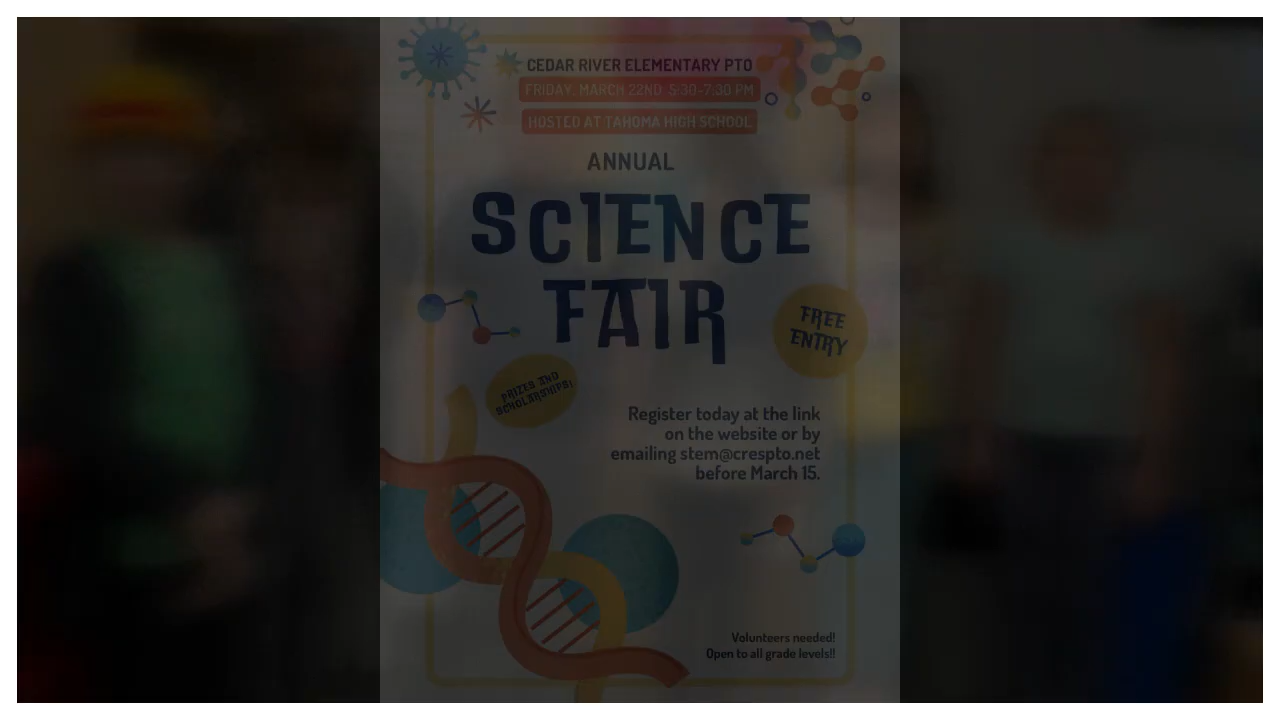 CEDAR RIVER ELEMENTARY PTO
FRIDAY, MARCH 22ND, 5:30-7:30 PM
HOSTED AT TAHOMA HIGH SCHOOL
ANNUAL
SCIENCE
FAIR
FREE
ENTRY
PRIZES AND
SCHOLARSHIPS!
Register today at the link
on the website or by
emailing stem@crespto.net
before March 15.
Volunteers needed!
Open to all grade levels!!